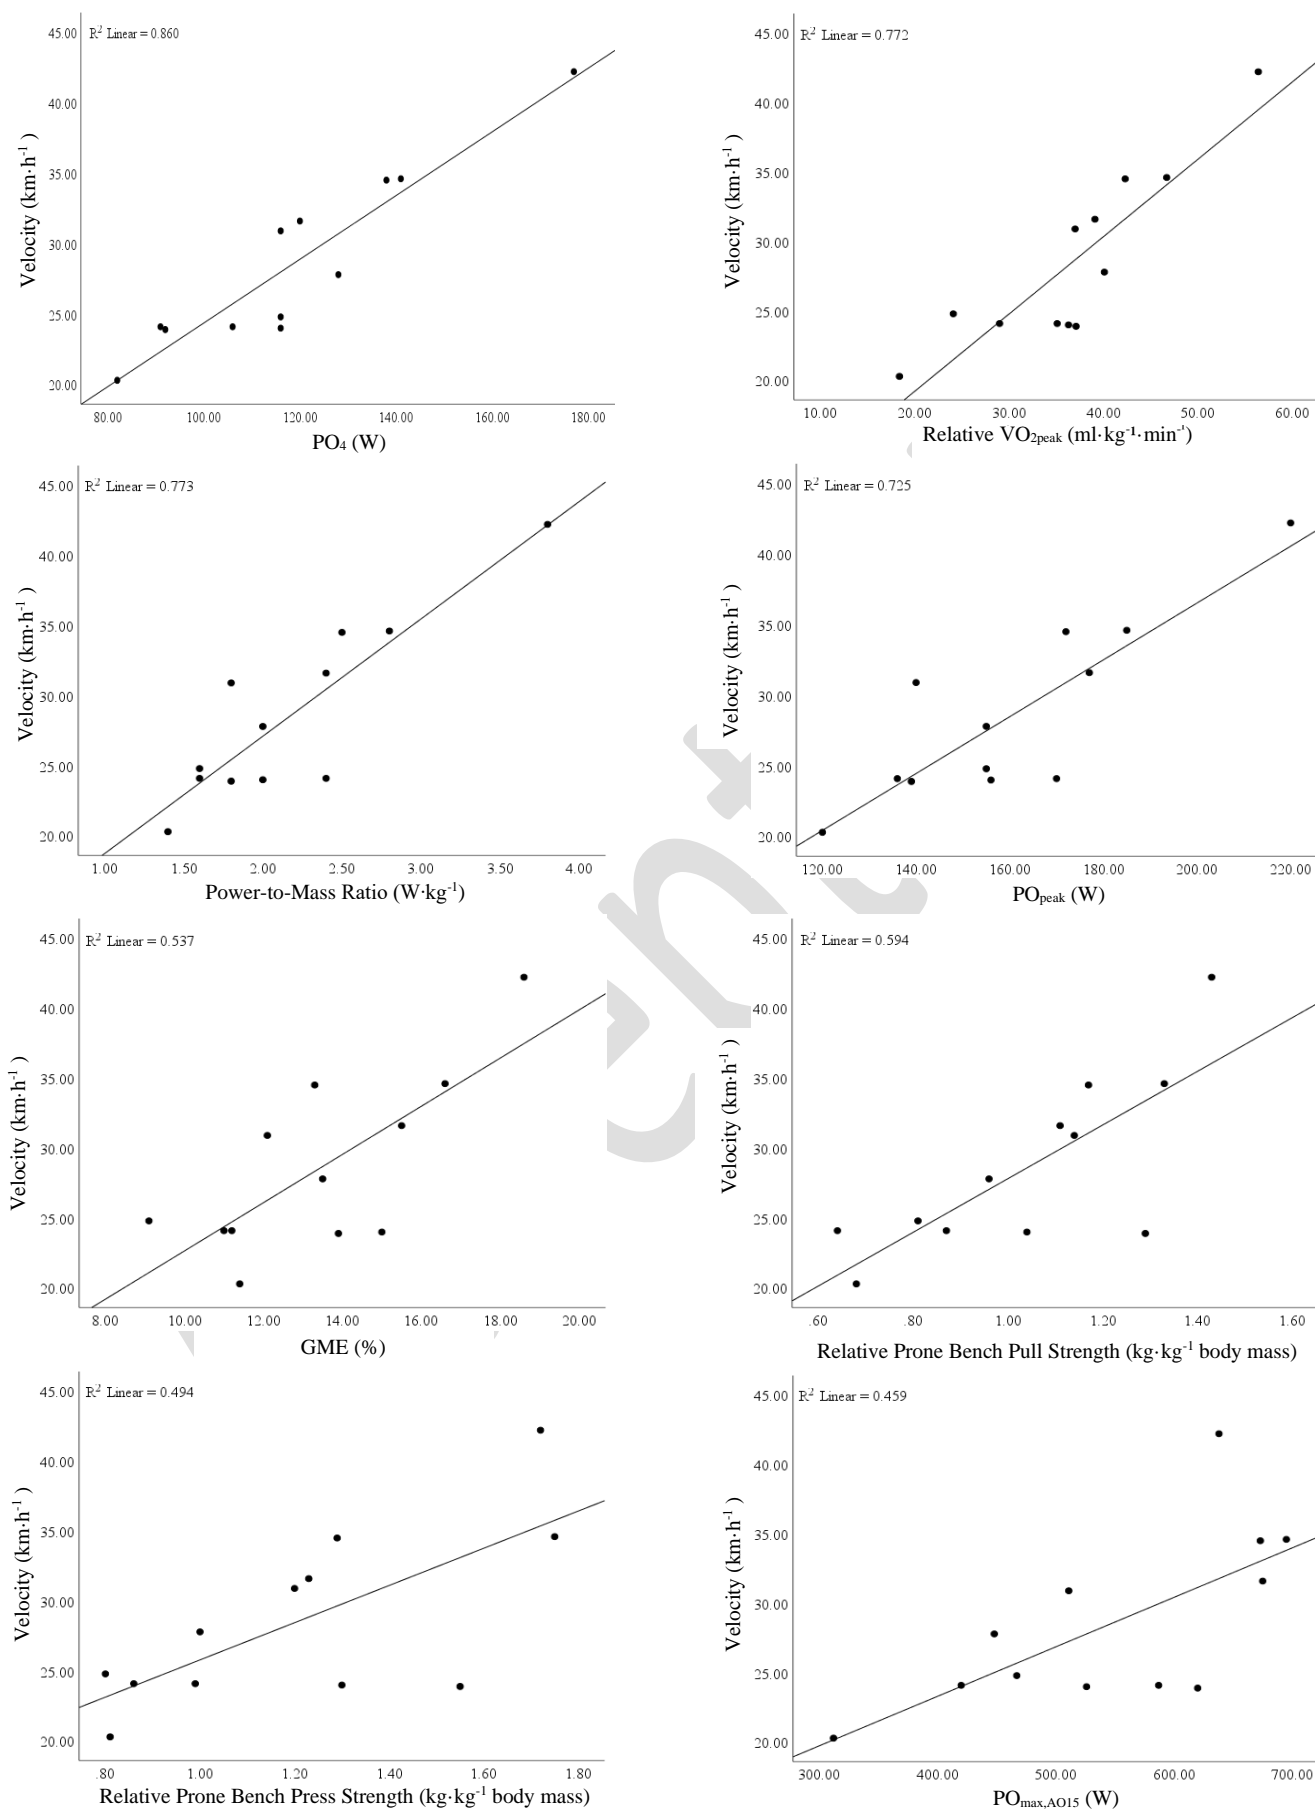 R² Linear = 0.860
45.00
40.00
35.00
30.00
25.00
20.00
Velocity (km·h⁻¹ )
80.00 100.00 120.00 140.00 160.00 180.00
PO₄ (W)
R² Linear = 0.772
45.00
40.00
35.00
30.00
25.00
20.00
Velocity (km·h⁻¹ )
10.00 20.00 30.00 40.00 50.00 60.00
Relative VO₂peak (ml·kg⁻¹·min⁻¹)
R² Linear = 0.773
45.00
40.00
35.00
30.00
25.00
20.00
Velocity (km·h⁻¹ )
1.00 1.50 2.00 2.50 3.00 3.50 4.00
Power-to-Mass Ratio (W·kg⁻¹)
R² Linear = 0.725
45.00
40.00
35.00
30.00
25.00
20.00
Velocity (km·h⁻¹ )
120.00 140.00 160.00 180.00 200.00 220.00
POpeak (W)
R² Linear = 0.537
45.00
40.00
35.00
30.00
25.00
20.00
Velocity (km·h⁻¹ )
8.00 10.00 12.00 14.00 16.00 18.00 20.00
GME (%)
R² Linear = 0.594
45.00
40.00
35.00
30.00
25.00
20.00
Velocity (km·h⁻¹ )
.60 .80 1.00 1.20 1.40 1.60
Relative Prone Bench Pull Strength (kg·kg⁻¹ body mass)
R² Linear = 0.494
45.00
40.00
35.00
30.00
25.00
20.00
Velocity (km·h⁻¹ )
.80 1.00 1.20 1.40 1.60 1.80
Relative Prone Bench Press Strength (kg·kg⁻¹ body mass)
R² Linear = 0.459
45.00
40.00
35.00
30.00
25.00
20.00
Velocity (km·h⁻¹ )
300.00 400.00 500.00 600.00 700.00
POmax,AO15 (W)